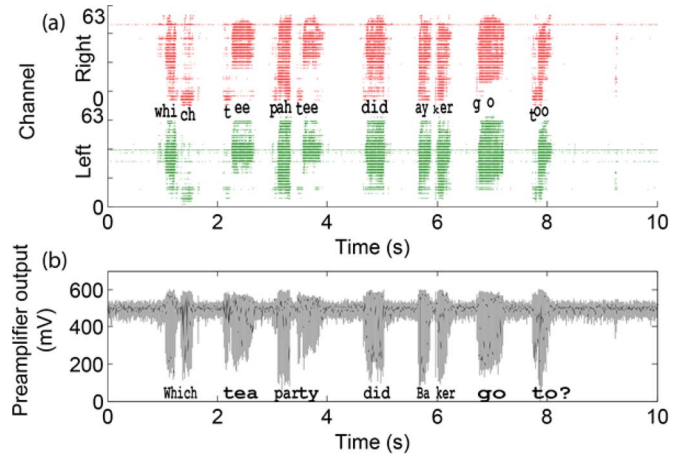 (a)
63
Right
0
63
Left
0
Channel
whi ch t ee pah tee did ay ker g o too
0 2 4 6 8 10
Time (s)
(b)
Preamplifier output
(mV)
600
400
200
0
Which tea party did Ba ker go to?
0 2 4 6 8 10
Time (s)